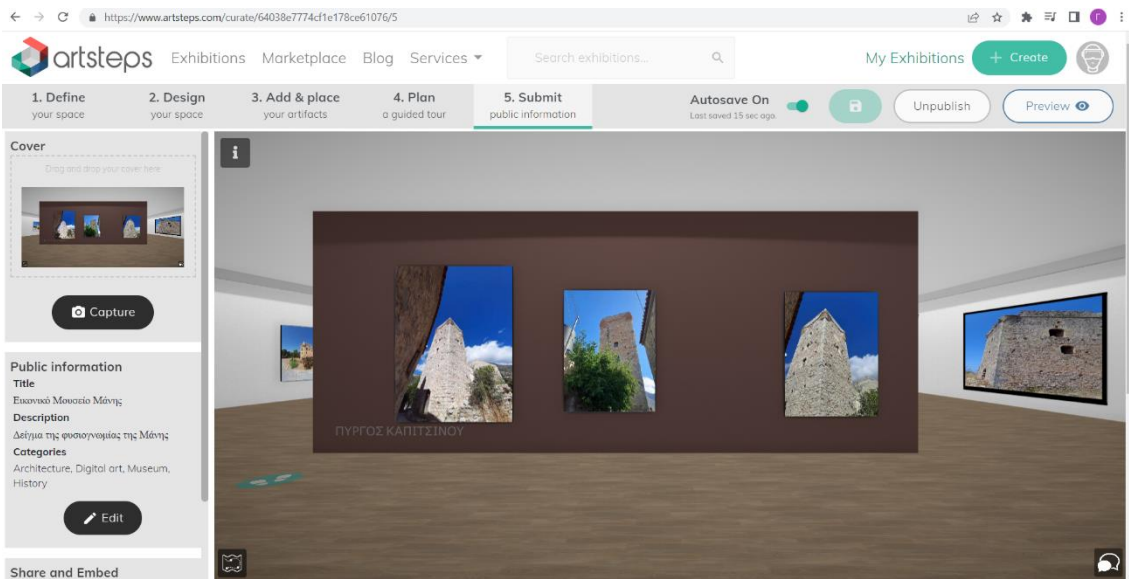 https://www.artsteps.com/curate/64038e7774cf1e178ce61076/5
artsteps Exhibitions Marketplace Blog Services Search exhibitions... My Exhibitions + Create
1. Define
your space
2. Design
your space
3. Add & place
your artifacts
4. Plan
a guided tour
5. Submit
public information
Autosave On
Last saved 15 sec ago.
Unpublish
Preview
Cover
Drag and drop your cover here
Capture
Public information
Title
Εικονικό Μουσείο Μάνης
Description
Δείγμα της φυσιογνωμίας της Μάνης
Categories
Architecture, Digital art, Museum,
History
Edit
Share and Embed
i
ΠΥΡΓΟΣ ΚΑΠΙΤΣΙΝΟΥ